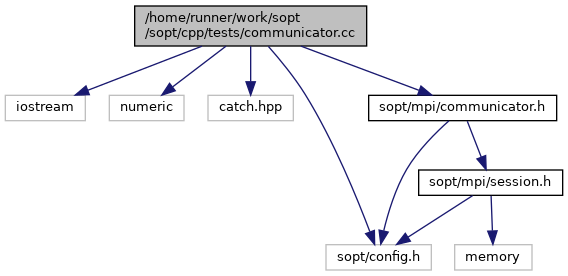 /home/runner/work/sopt
/sopt/cpp/tests/communicator.cc
iostream
numeric
catch.hpp
sopt/mpi/communicator.h
sopt/mpi/session.h
sopt/config.h
memory